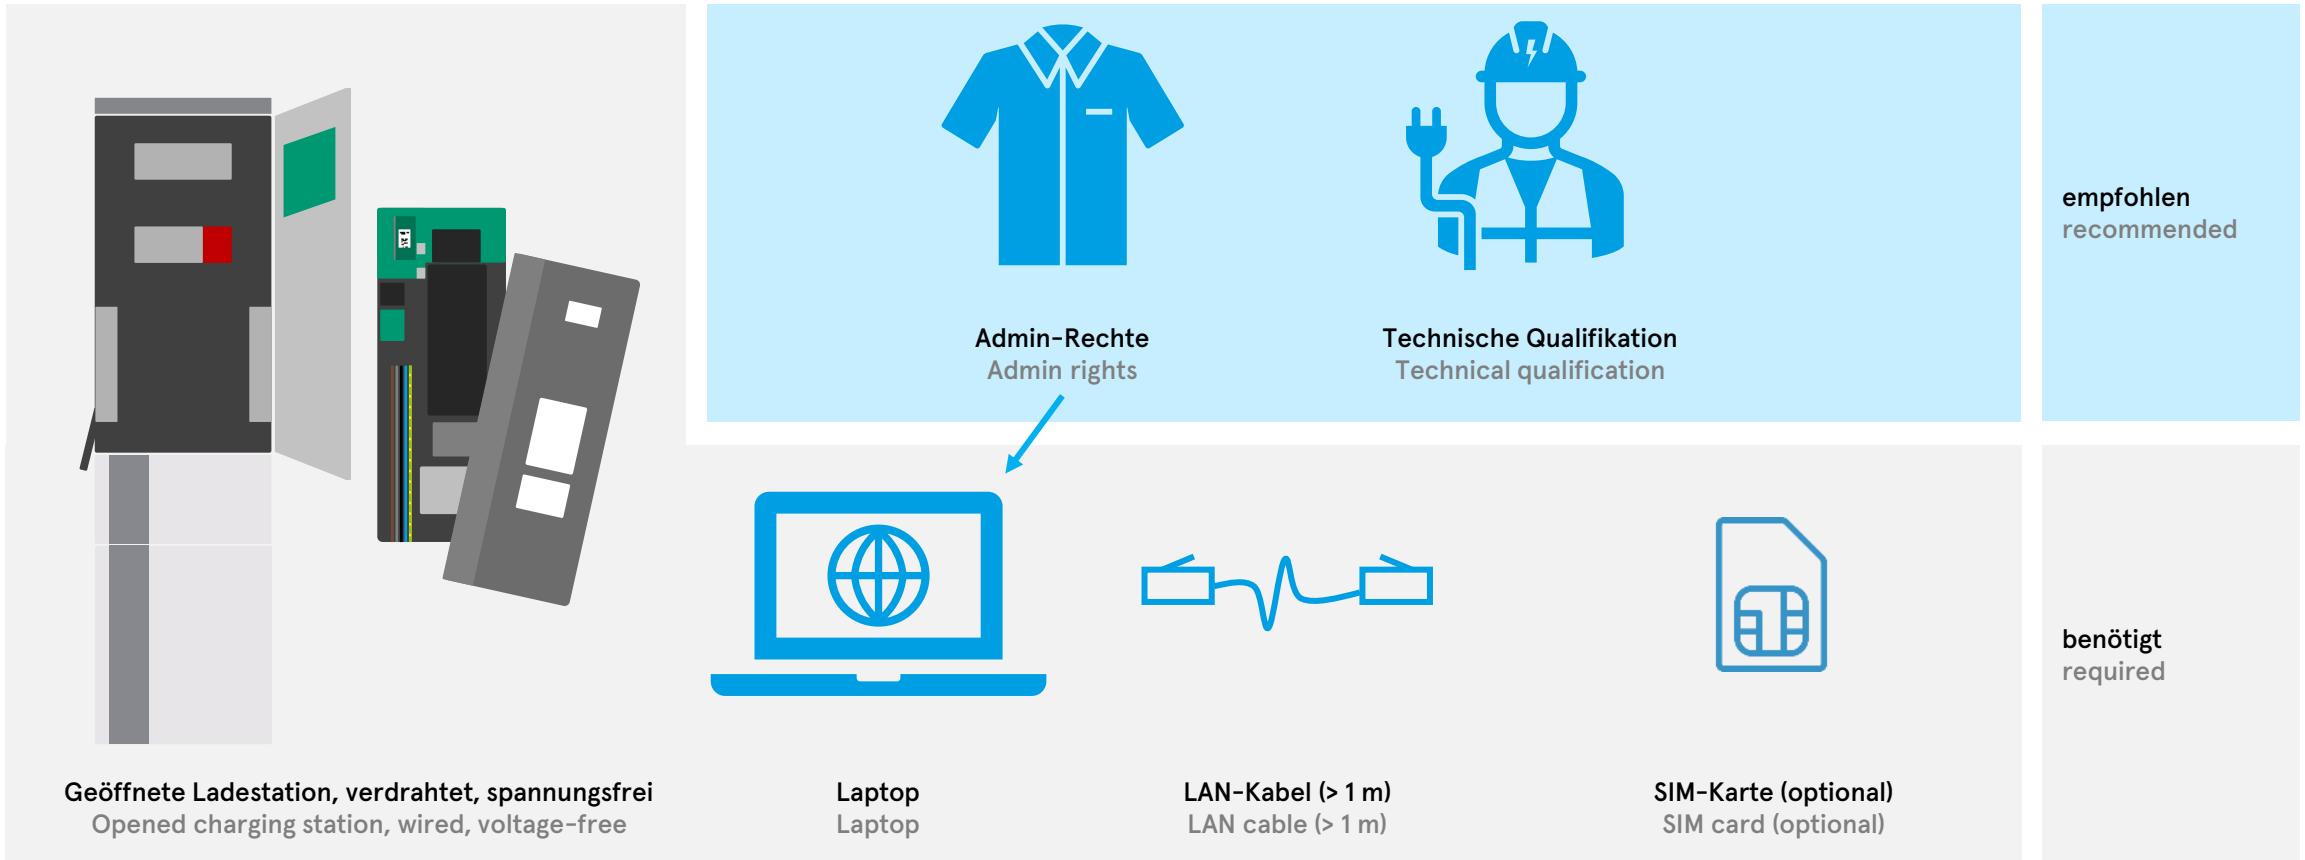 Admin-Rechte
Admin rights
Technische Qualifikation
Technical qualification
empfohlen
recommended
benötigt
required
Geöffnete Ladestation, verdrahtet, spannungsfrei
Opened charging station, wired, voltage-free
Laptop
Laptop
LAN-Kabel (> 1 m)
LAN cable (> 1 m)
SIM-Karte (optional)
SIM card (optional)